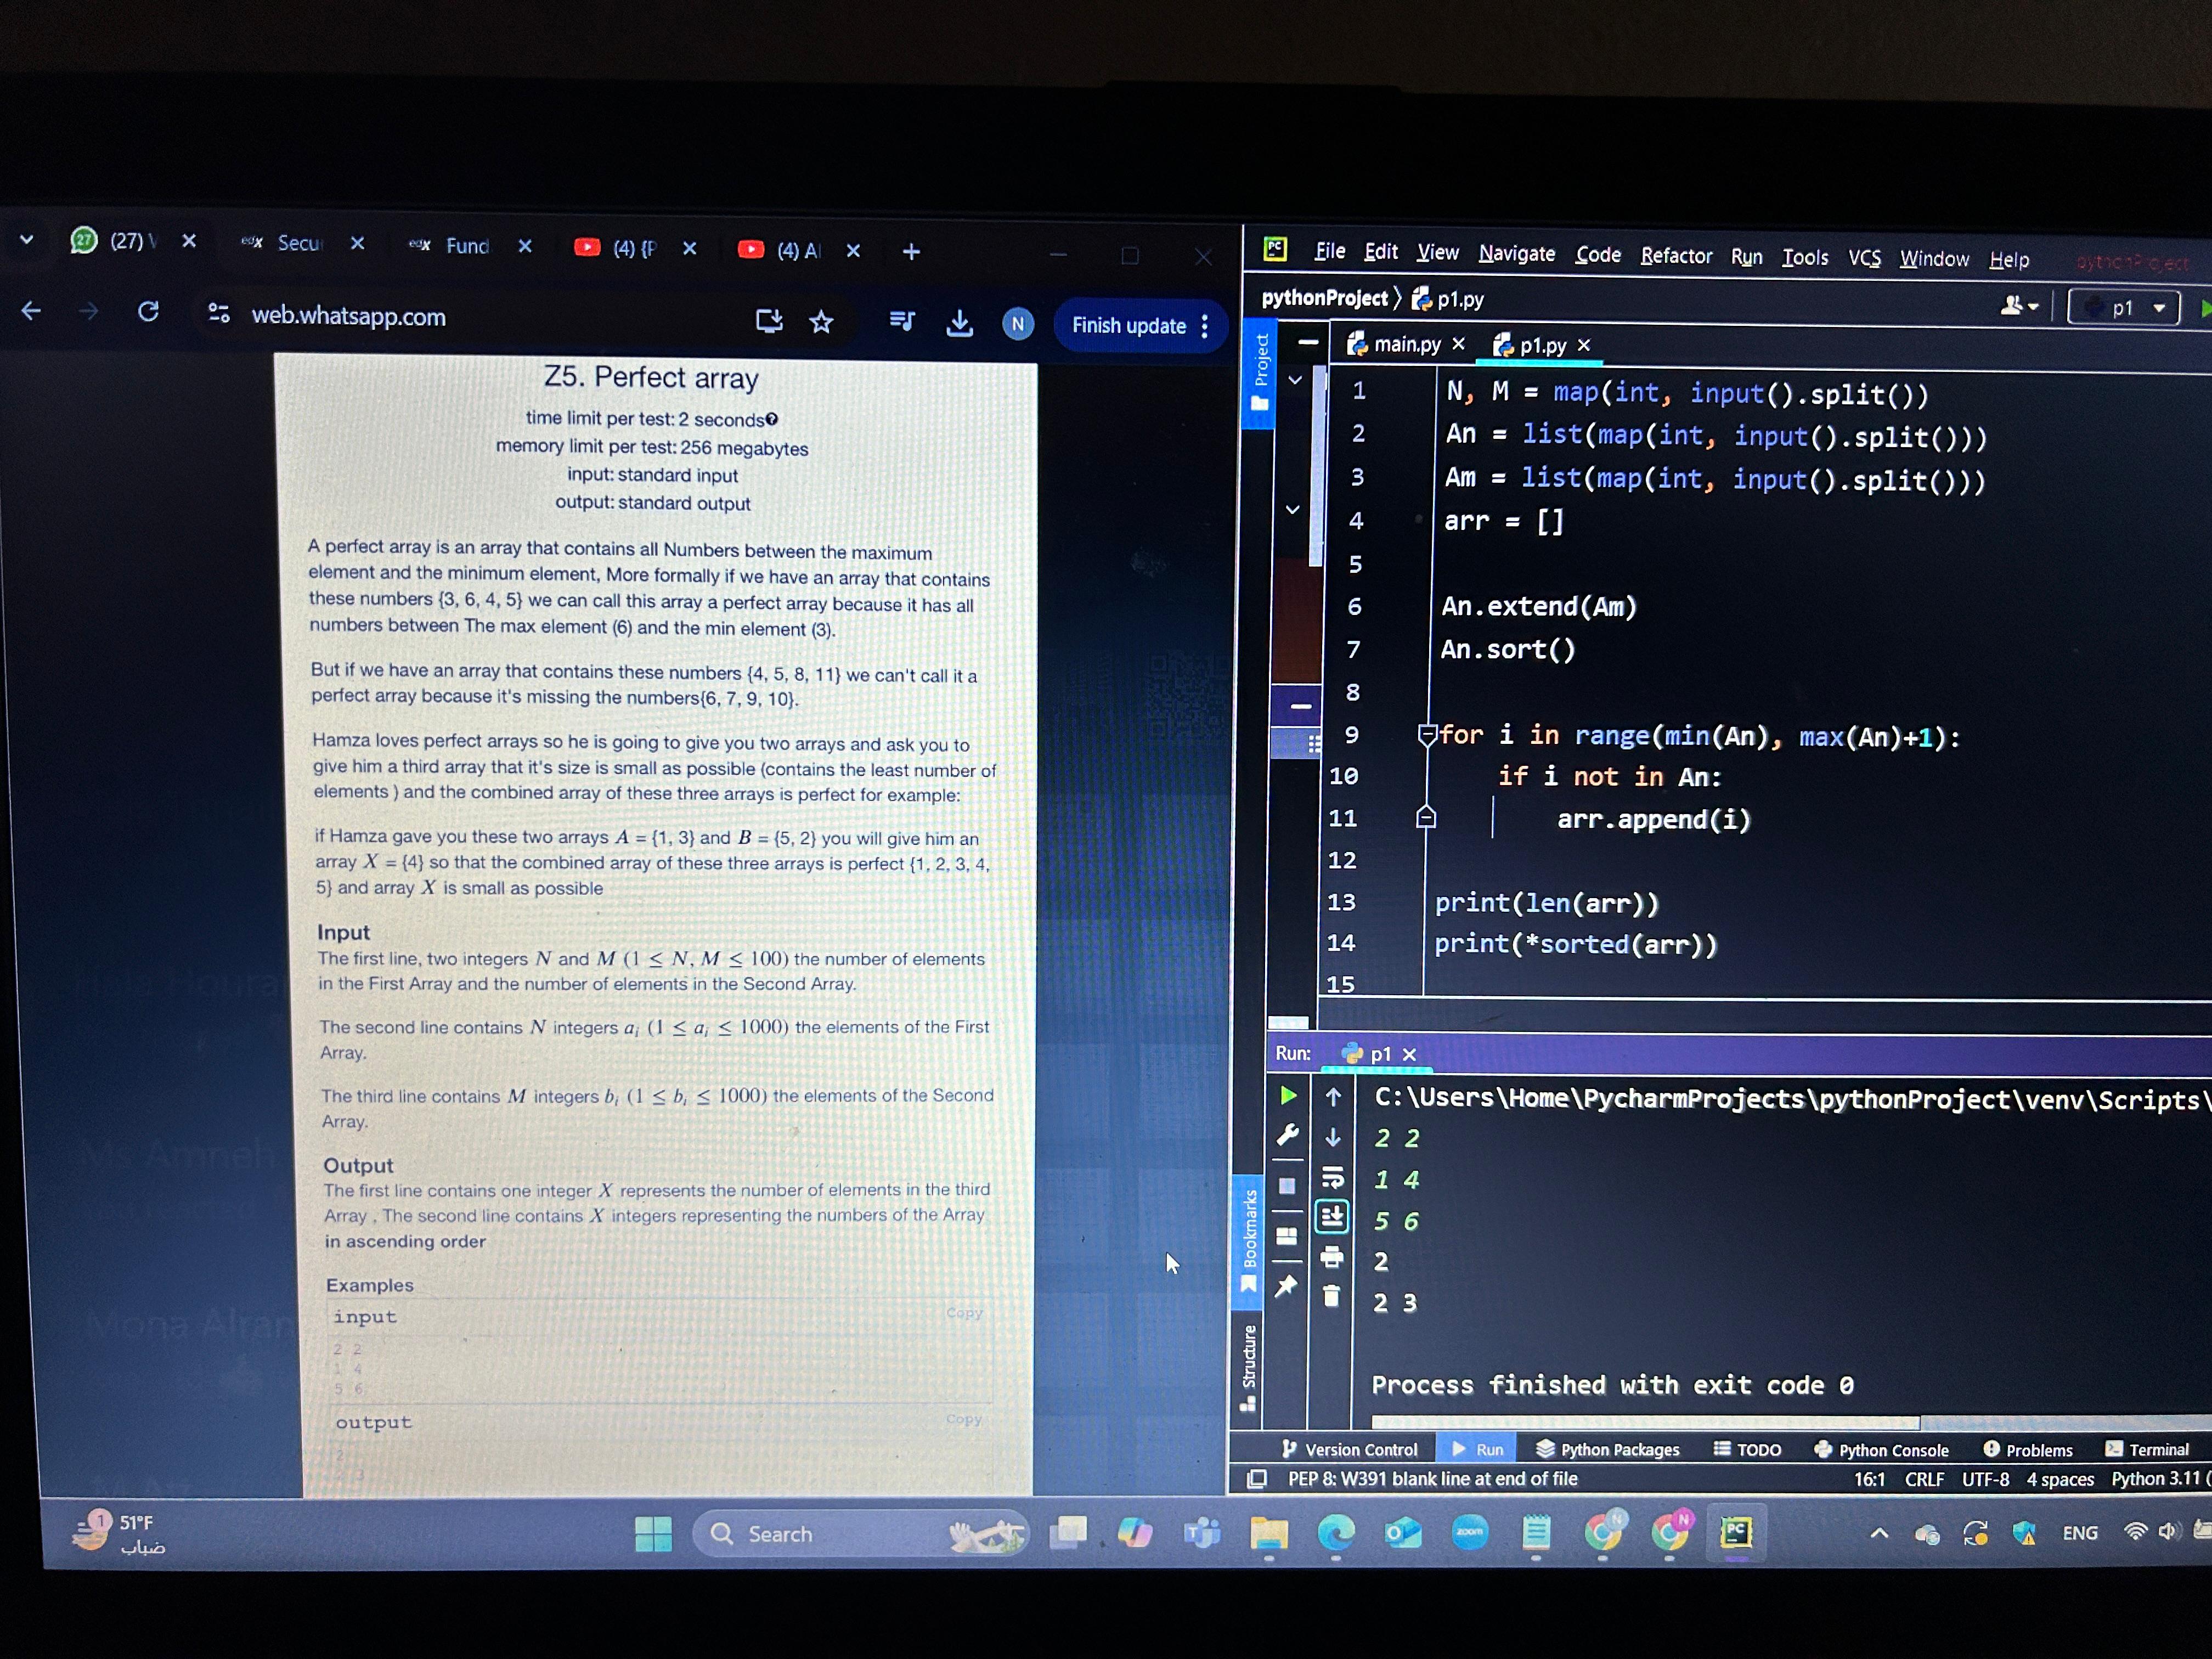 (27) V
edX Secu
edX Fund
(4) {P
(4) A
web.whatsapp.com
N
Finish update
Z5. Perfect array
time limit per test: 2 seconds
memory limit per test: 256 megabytes
input: standard input
output: standard output
A perfect array is an array that contains all Numbers between the maximum
element and the minimum element, More formally if we have an array that contains
these numbers {3, 6, 4, 5} we can call this array a perfect array because it has all
numbers between The max element (6) and the min element (3).
But if we have an array that contains these numbers {4, 5, 8, 11} we can't call it a
perfect array because it's missing the numbers{6, 7, 9, 10}.
Hamza loves perfect arrays so he is going to give you two arrays and ask you to
give him a third array that it's size is small as possible (contains the least number of
elements ) and the combined array of these three arrays is perfect for example:
if Hamza gave you these two arrays A = {1, 3} and B = {5, 2} you will give him an
array X = {4} so that the combined array of these three arrays is perfect {1, 2, 3, 4,
5} and array X is small as possible
Input
The first line, two integers N and M (1 ≤ N, M ≤ 100) the number of elements
in the First Array and the number of elements in the Second Array.
The second line contains N integers aᵢ (1 ≤ aᵢ ≤ 1000) the elements of the First
Array.
The third line contains M integers bᵢ (1 ≤ bᵢ ≤ 1000) the elements of the Second
Array.
Output
The first line contains one integer X represents the number of elements in the third
Array . The second line contains X integers representing the numbers of the Array
in ascending order
Examples
input
Copy
2 2
1 4
5 6
output
Copy
2
2 3
Ms Amneh
Mona Alran
PC File Edit View Navigate Code Refactor Run Tools VCS Window Help pythonProject
pythonProject p1.py
p1
Project
main.py
p1.py
1 N, M = map(int, input().split())
2 An = list(map(int, input().split()))
3 Am = list(map(int, input().split()))
4 arr = []
5
6 An.extend(Am)
7 An.sort()
8
9 for i in range(min(An), max(An)+1):
10 if i not in An:
11 arr.append(i)
12
13 print(len(arr))
14 print(*sorted(arr))
15
Run: p1
C:\Users\Home\PycharmProjects\pythonProject\venv\Scripts\
2 2
1 4
5 6
2
2 3
Process finished with exit code 0
Bookmarks
Structure
Version Control Run Python Packages TODO Python Console Problems Terminal
PEP 8: W391 blank line at end of file
16:1 CRLF UTF-8 4 spaces Python 3.11 (
1
51°F
ضباب
Search
zoom
PC
ENG